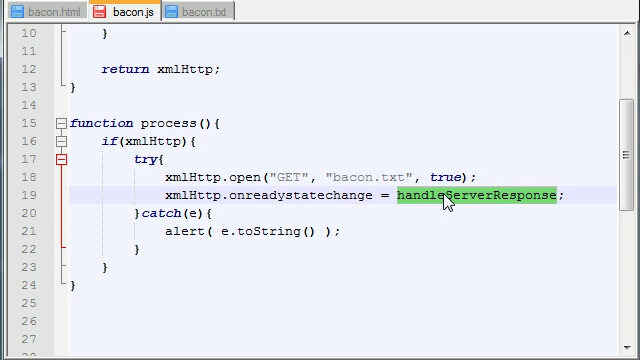 bacon.html bacon.js bacon.txt
10 }
11
12 return xmlHttp;
13 }
14
15 function process(){
16 if(xmlHttp){
17 try{
18 xmlHttp.open("GET", "bacon.txt", true);
19 xmlHttp.onreadystatechange = handleServerResponse;
20 }catch(e){
21 alert( e.toString() );
22 }
23 }
24 }
25
26
27
28